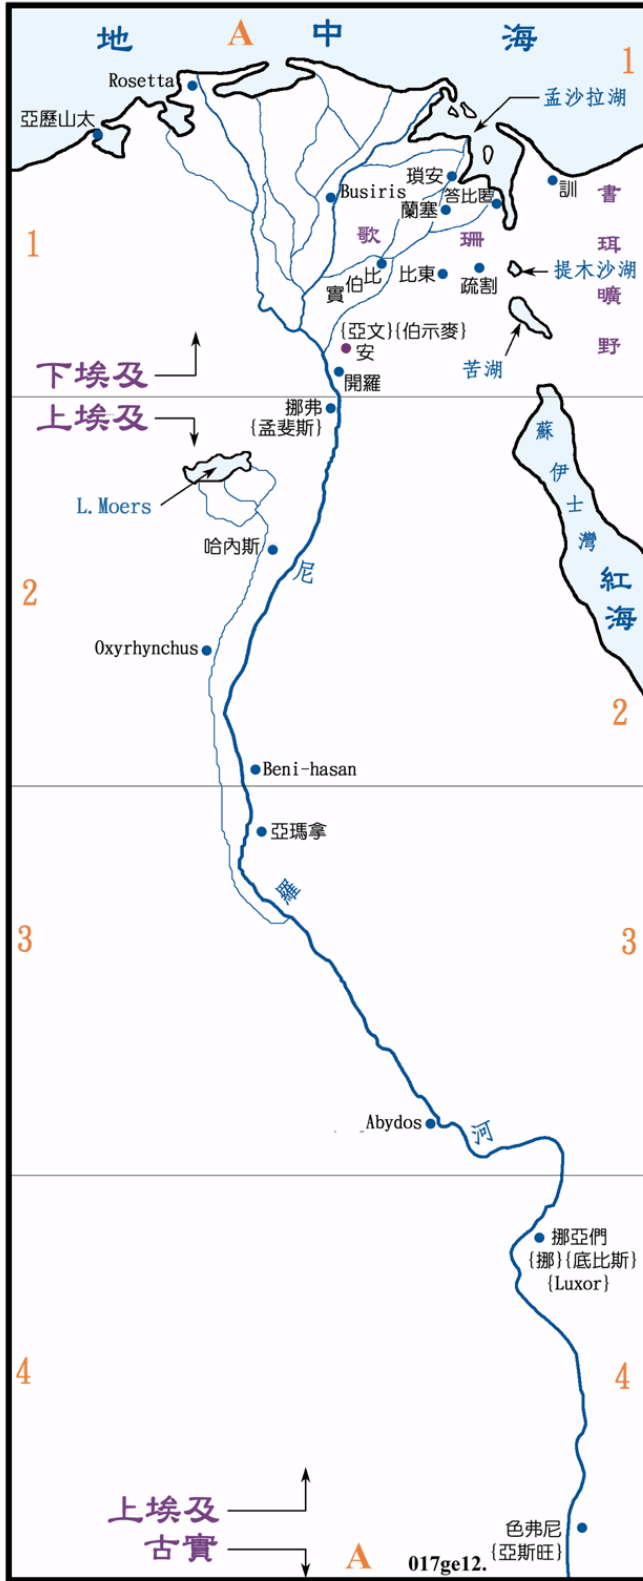 地 A 中 海
1
Rosetta
孟沙拉湖
亞歷山太
瑣安
訓
答比匿
Busiris
蘭塞
書珥曠野
歌珊
1
比伯實
比東
疏割
提木沙湖
{亞文}{伯示麥}
安
苦湖
下埃及
開羅
上埃及
挪弗
{孟斐斯}
蘇伊士灣
L.Moers
哈內斯
尼
紅海
2
Oxyrhynchus
2
Beni-hasan
亞瑪拿
羅
3
3
Abydos
河
挪亞們
{挪}{底比斯}
{Luxor}
4
4
上埃及
古實
色弗尼
{亞斯旺}
A
017ge12.